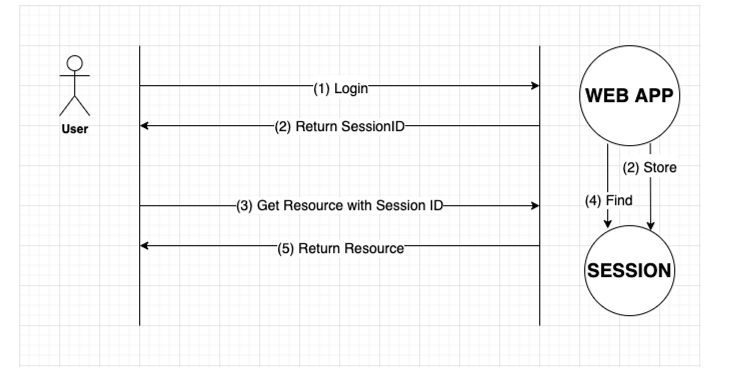 (1) Login
WEB APP
User
(2) Return SessionID
(2) Store
(4) Find
(3) Get Resource with Session ID
(5) Return Resource
SESSION